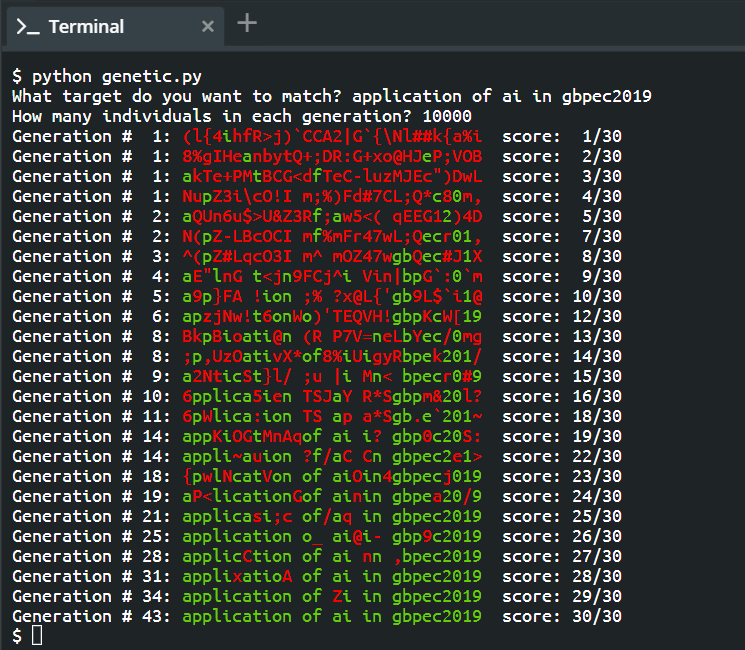 >_ Terminal × +
$ python genetic.py
What target do you want to match? application of ai in gbpec2019
How many individuals in each generation? 10000
Generation #  1: (l{4ihfR>j)`CCA2|G`{\Nl##k{a%i  score:  1/30
Generation #  1: 8%gIHeanbytQ+;DR:G+xo@HJeP;VOB  score:  2/30
Generation #  1: akTe+PMtBCG<dfTeC-luzMJEc")DwL  score:  3/30
Generation #  1: NupZ3i\cO!I m;%)Fd#7CL;Q*c80m,  score:  4/30
Generation #  2: aQUn6u$>U&Z3Rf;aw5<( qEEG12)4D  score:  5/30
Generation #  2: N(pZ-LBcOCI mf%mFr47wL;Qecr01,  score:  7/30
Generation #  3: ^(pZ#LqcO3I m^ mOZ47wgbQec#J1X  score:  8/30
Generation #  4: aE"lnG t<jn9FCj^i Vin|bpG`:0`m  score:  9/30
Generation #  5: a9p}FA !ion ;% ?x@L{'gb9L$`i1@  score: 10/30
Generation #  6: apzjNw!t6onWo)'TEQVH!gbpKcW[19  score: 12/30
Generation #  8: BkpBioati@n (R P7V=neLbYec/0mg  score: 13/30
Generation #  8: ;p,UzOativX*of8%iUigyRbpek201/  score: 14/30
Generation #  9: a2NticSt}l/ ;u |i Mn< bpecr0#9  score: 15/30
Generation # 10: 6pplica5ien TSJaY R*Sgbpm&20l?  score: 16/30
Generation # 11: 6pWlica:ion TS ap a*Sgb.e`201~  score: 18/30
Generation # 14: appKiOGtMnAqof ai i? gbp0c20S:  score: 19/30
Generation # 14: appli~auion ?f/aC Cn gbpec2e1>  score: 22/30
Generation # 18: {pwlNcatVon of aiOin4gbpecj019  score: 23/30
Generation # 19: aP<licationGof ainin gbpea20/9  score: 24/30
Generation # 21: applicasi;c of/aq in gbpec2019  score: 25/30
Generation # 25: application o_ ai@i- gbp9c2019  score: 26/30
Generation # 28: applicCtion of ai nn ,bpec2019  score: 27/30
Generation # 31: applixatioA of ai in gbpec2019  score: 28/30
Generation # 34: application of Zi in gbpec2019  score: 29/30
Generation # 43: application of ai in gbpec2019  score: 30/30
$